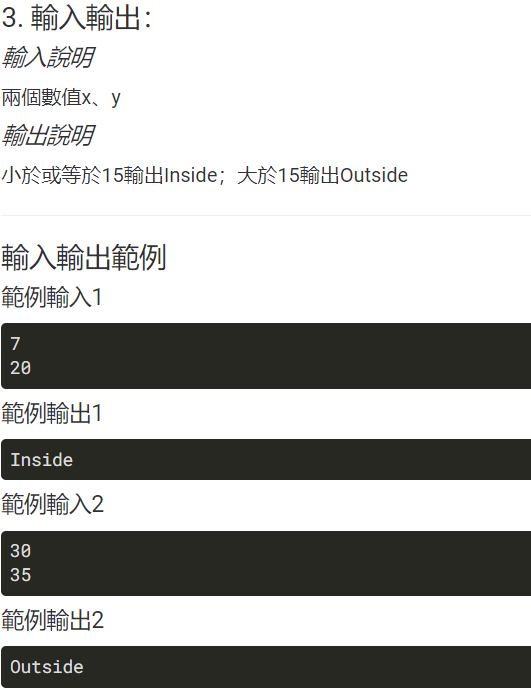 3. 輸入輸出：
輸入說明
兩個數值x、y
輸出說明
小於或等於15輸出Inside；大於15輸出Outside
輸入輸出範例
範例輸入1
7
20
範例輸出1
Inside
範例輸入2
30
35
範例輸出2
Outside